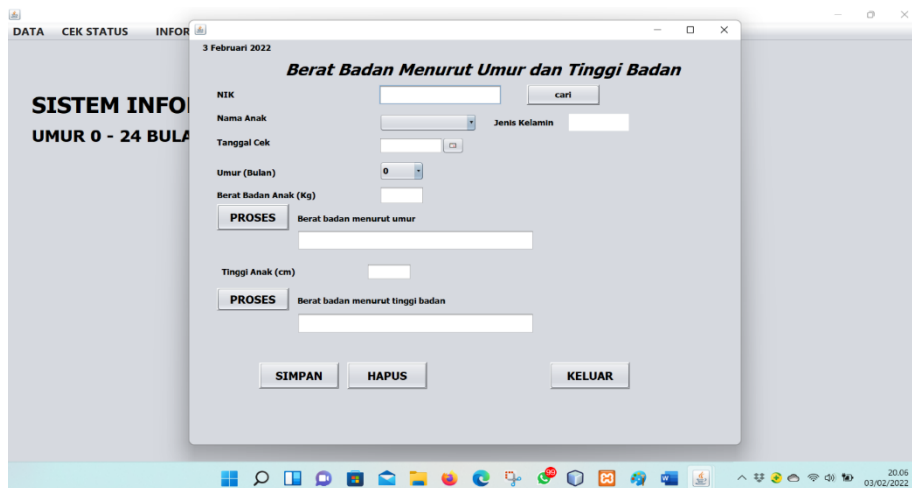 DATA CEK STATUS INFOR
3 Februari 2022
Berat Badan Menurut Umur dan Tinggi Badan
SISTEM INFO
UMUR 0 - 24 BULA
NIK cari
Nama Anak Jenis Kelamin
Tanggal Cek
Umur (Bulan) 0
Berat Badan Anak (Kg)
PROSES Berat badan menurut umur
Tinggi Anak (cm)
PROSES Berat badan menurut tinggi badan
SIMPAN HAPUS KELUAR
99
20.06
03/02/2022